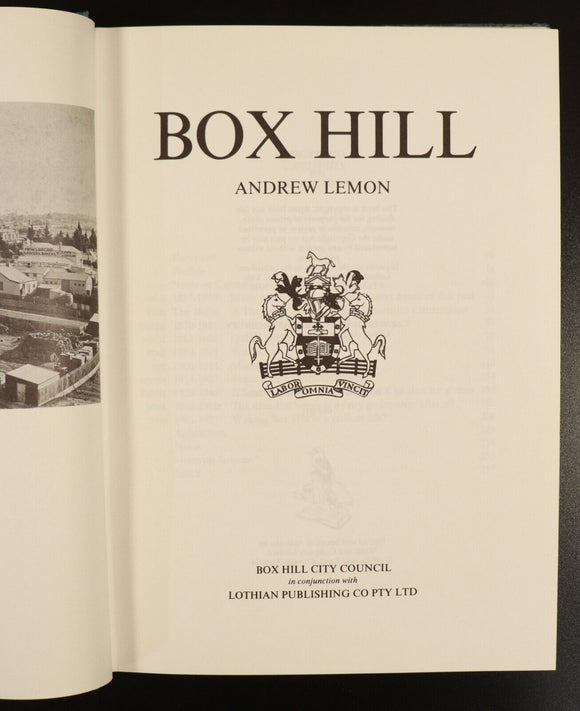 BOX HILL
ANDREW LEMON
LABOR OMNIA VINCIT
BOX HILL CITY COUNCIL
in conjunction with
LOTHIAN PUBLISHING CO PTY LTD